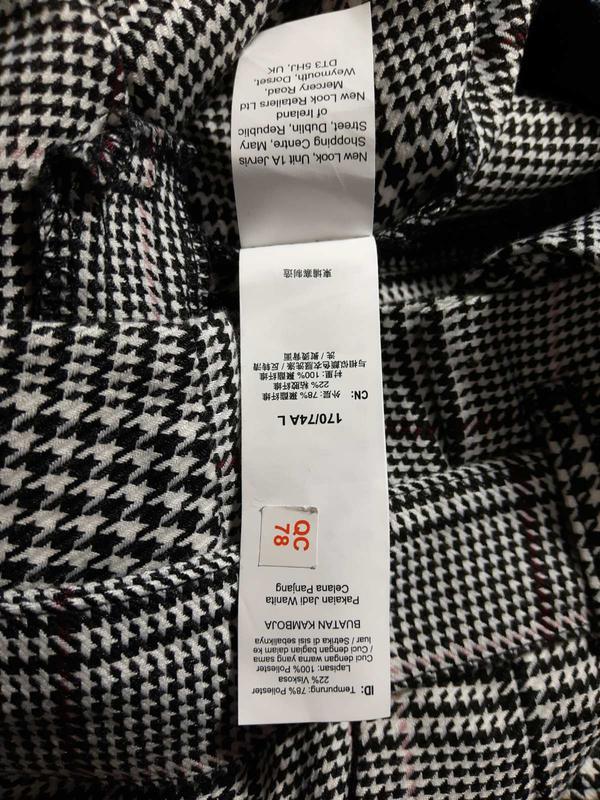 ID: Tempurung: 78% Poliester
22% Viskosa
Lapisan: 100% Poliester
Cuci dengan warna yang sama
/ Cuci dengan bagian dalam ke
luar / Setrika di sisi sebaliknya
BUATAN KAMBOJA
Pakaian Jadi Wanita
Celana Panjang
QC
78
170/74A L
CN: 外层: 78% 聚酯纤维
22% 粘胶纤维
衬里: 100% 聚酯纤维
与相似颜色衣服洗涤 / 反转清
洗 / 熨烫背面
柬埔寨制造
New Look, Unit 1A Jervis
Shopping Centre, Mary
Street, Dublin, Republic
of Ireland
New Look Retailers Ltd
Mercery Road,
Weymouth, Dorset,
DT3 5HJ, UK